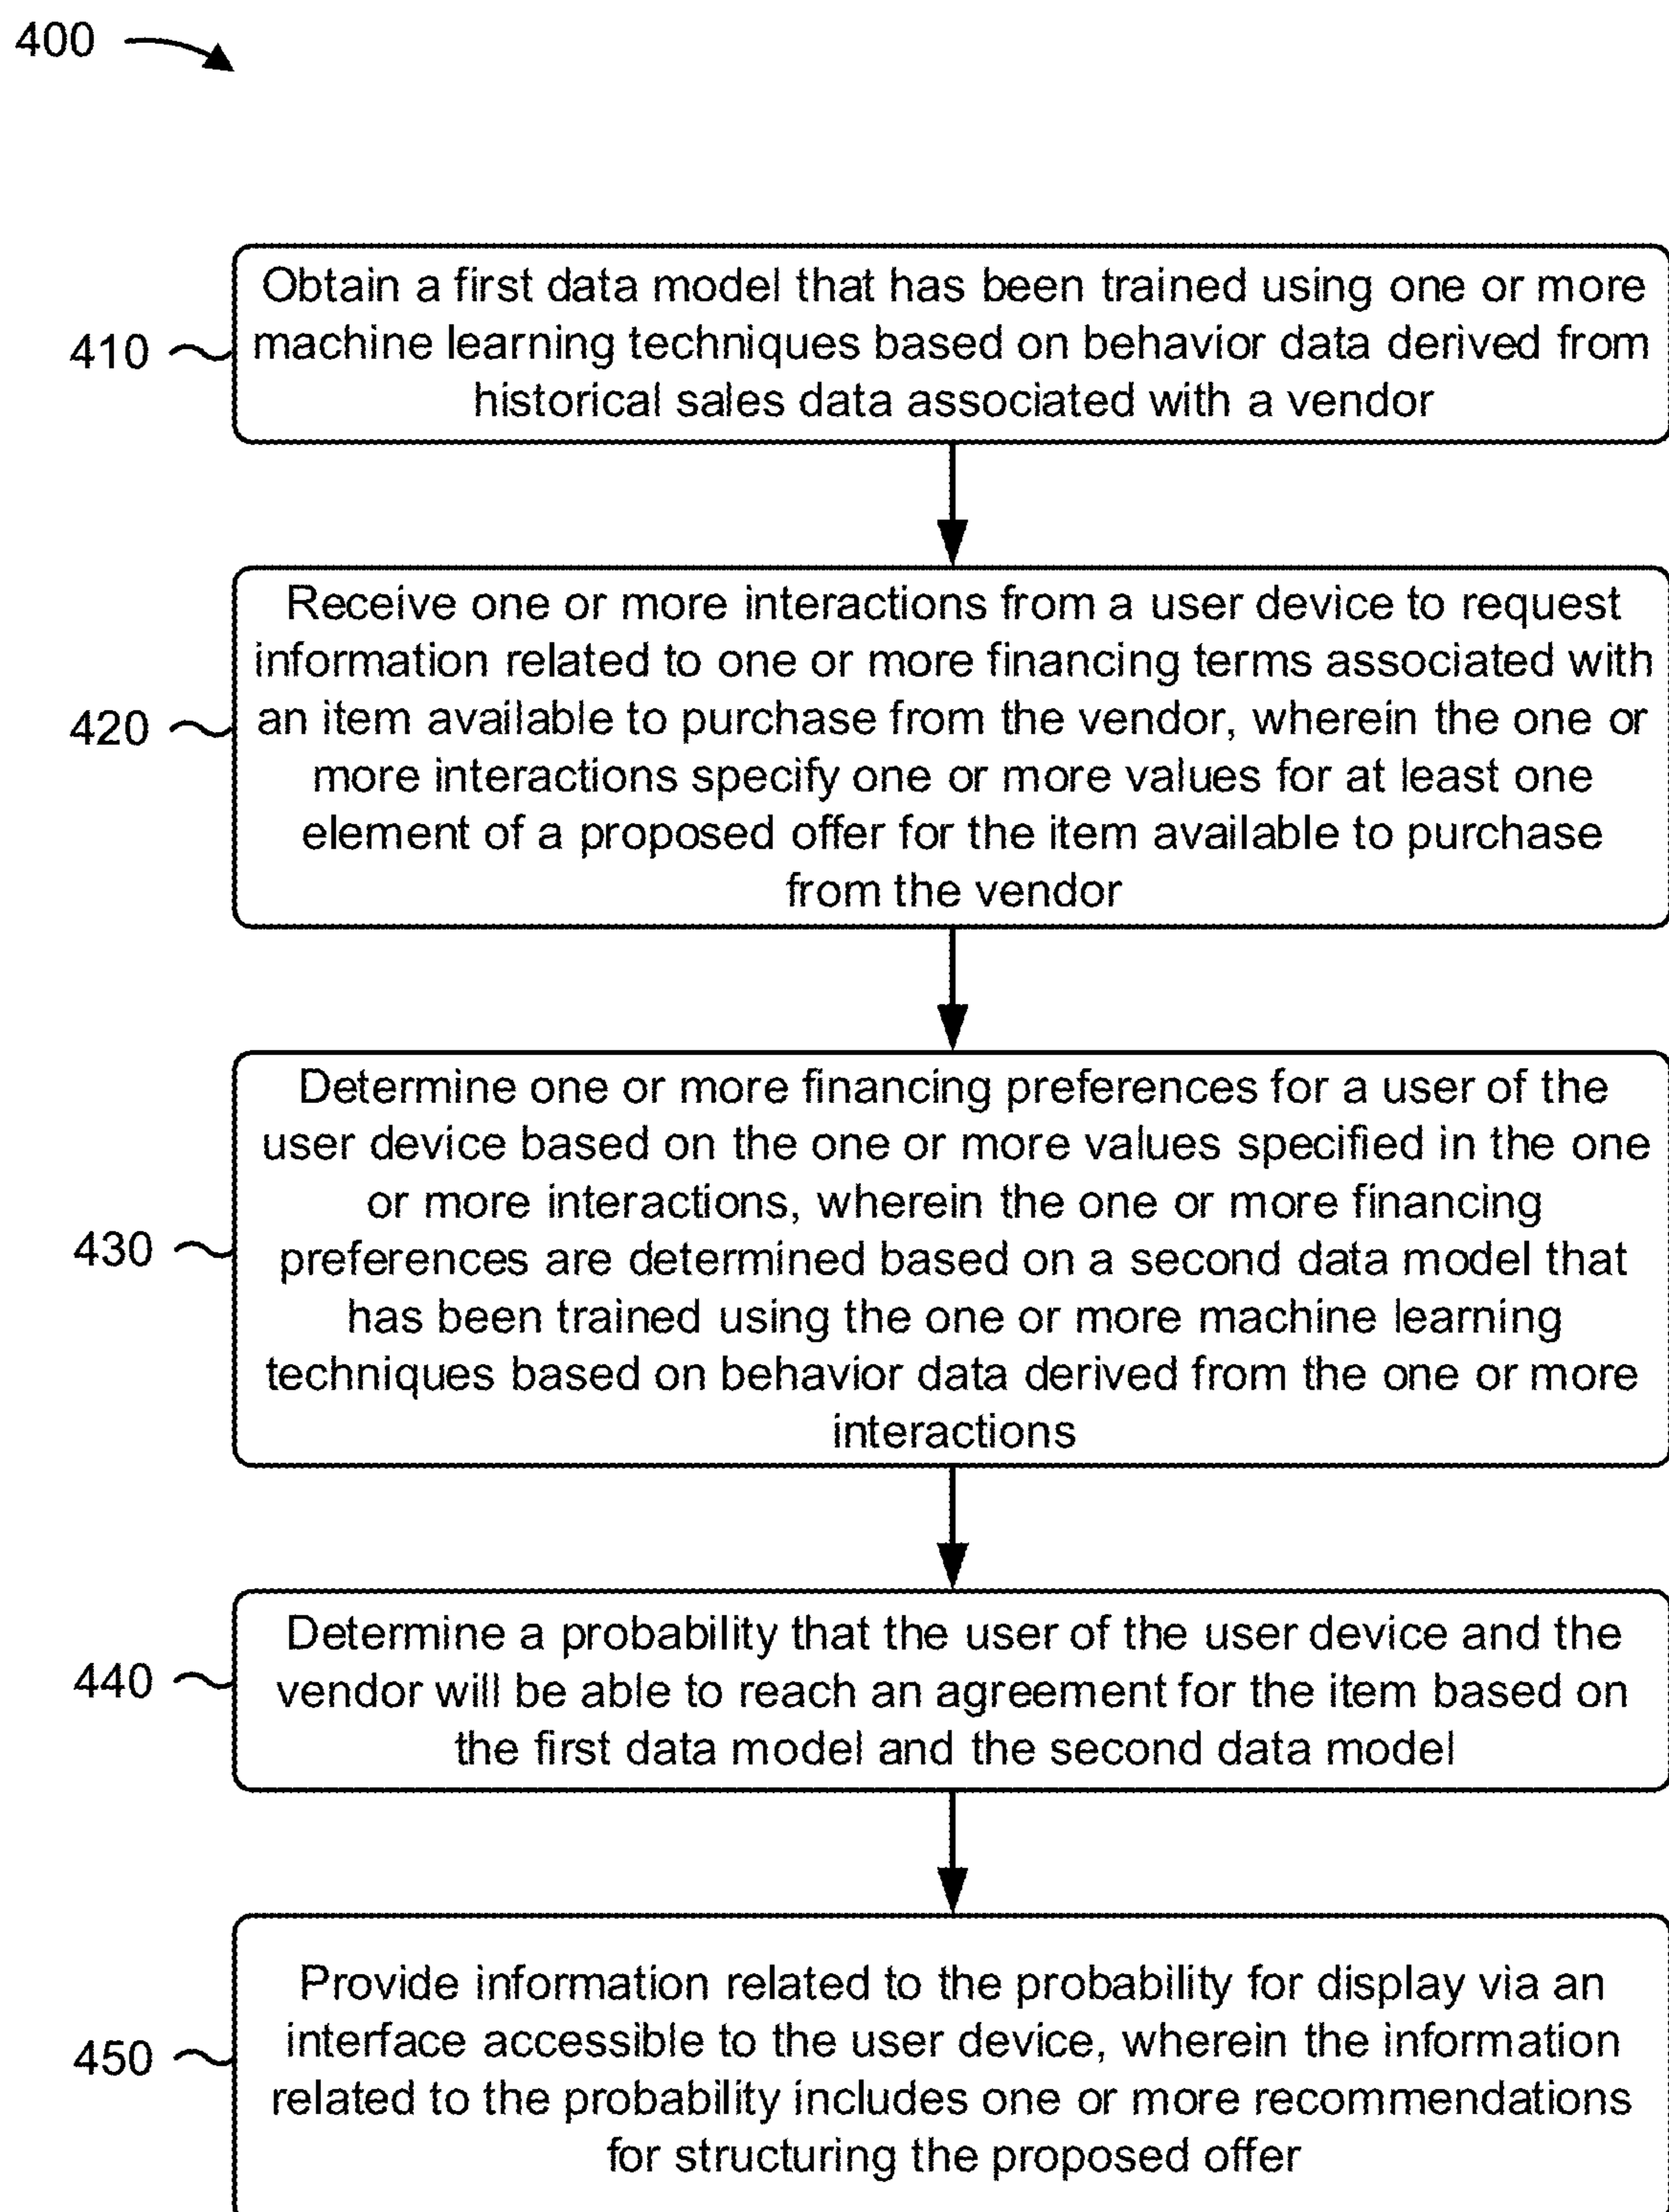 400
410
Obtain a first data model that has been trained using one or more
machine learning techniques based on behavior data derived from
historical sales data associated with a vendor
420
Receive one or more interactions from a user device to request
information related to one or more financing terms associated with
an item available to purchase from the vendor, wherein the one or
more interactions specify one or more values for at least one
element of a proposed offer for the item available to purchase
from the vendor
430
Determine one or more financing preferences for a user of the
user device based on the one or more values specified in the one
or more interactions, wherein the one or more financing
preferences are determined based on a second data model that
has been trained using the one or more machine learning
techniques based on behavior data derived from the one or more
interactions
440
Determine a probability that the user of the user device and the
vendor will be able to reach an agreement for the item based on
the first data model and the second data model
450
Provide information related to the probability for display via an
interface accessible to the user device, wherein the information
related to the probability includes one or more recommendations
for structuring the proposed offer